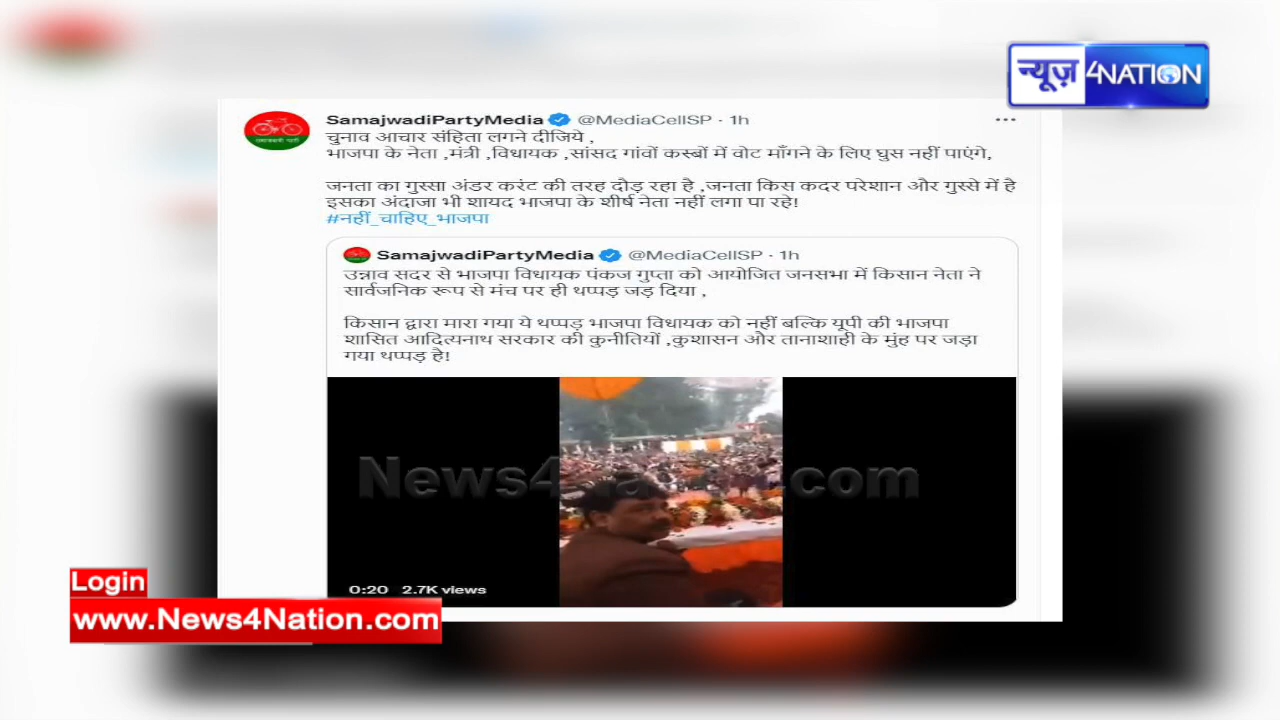 न्यूज़ 4NATION
SamajwadiPartyMedia @MediaCellSP · 1h
चुनाव आचार संहिता लगने दीजिये ,
भाजपा के नेता ,मंत्री ,विधायक ,सांसद गांवों कस्बों में वोट माँगने के लिए घुस नहीं पाएंगे,
जनता का गुस्सा अंडर करंट की तरह दौड़ रहा है ,जनता किस कदर परेशान और गुस्से में है
इसका अंदाजा भी शायद भाजपा के शीर्ष नेता नहीं लगा पा रहे!
#नहीं_चाहिए_भाजपा
SamajwadiPartyMedia @MediaCellSP · 1h
उन्नाव सदर से भाजपा विधायक पंकज गुप्ता को आयोजित जनसभा में किसान नेता ने
सार्वजनिक रूप से मंच पर ही थप्पड़ जड़ दिया ,
किसान द्वारा मारा गया ये थप्पड़ भाजपा विधायक को नहीं बल्कि यूपी की भाजपा
शासित आदित्यनाथ सरकार की कुनीतियों ,कुशासन और तानाशाही के मुंह पर जड़ा
गया थप्पड़ है!
News4Nation.com
0:20 2.7K views
Login
www.News4Nation.com